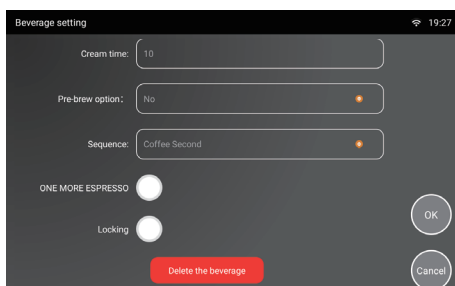 Beverage setting 19:27
Cream time: 10
Pre-brew option: No
Sequence: Coffee Second
ONE MORE ESPRESSO
OK
Locking
Delete the beverage
Cancel